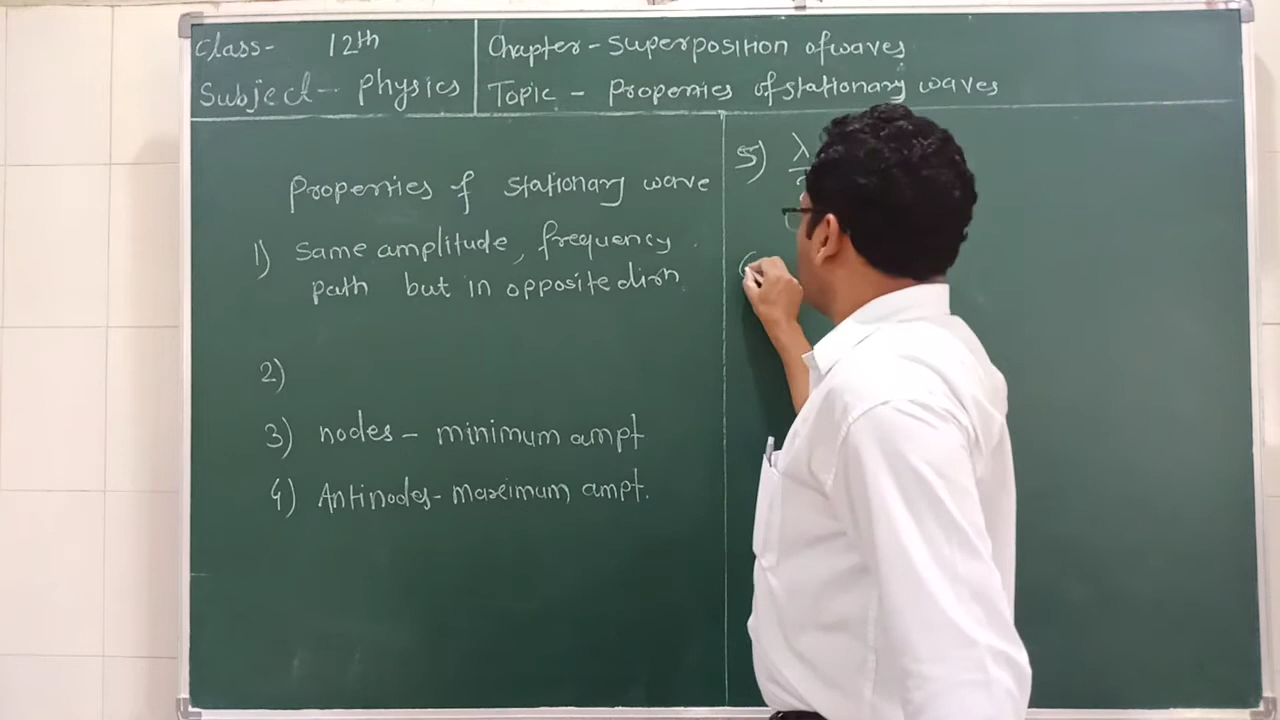 Class- 12th
Subject- Physics
Chapter - Superposition of waves
Topic - Properties of stationary waves
Properties of stationary wave
1) Same amplitude, frequency
path but in opposite dirn.
2)
3) nodes - minimum ampt
4) Antinodes - maximum ampt.
5) λ